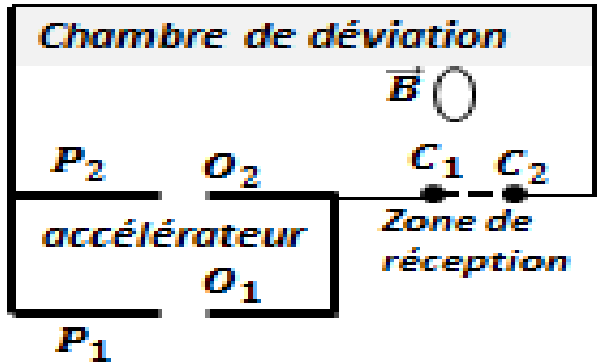 Chambre de déviation
B⃗
P₂ O₂ C₁ C₂
accélérateur Zone de
O₁ réception
P₁